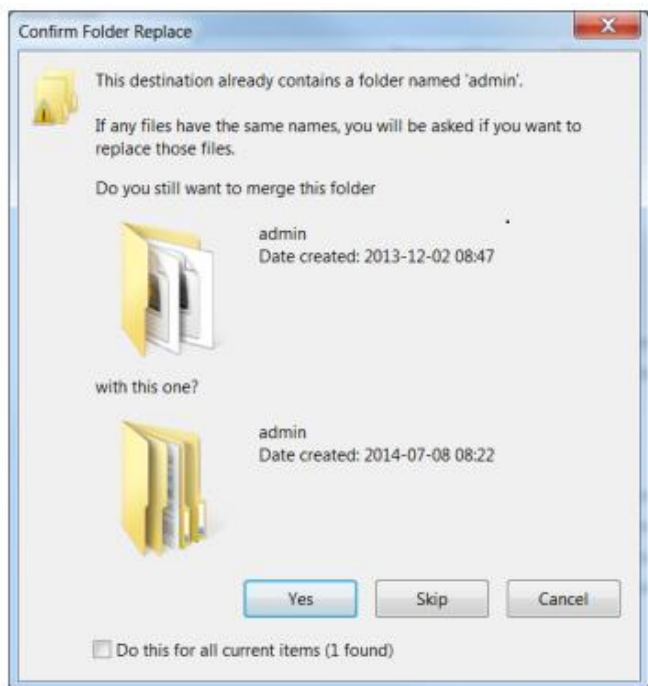 Confirm Folder Replace
This destination already contains a folder named 'admin'.
If any files have the same names, you will be asked if you want to
replace those files.
Do you still want to merge this folder
admin
Date created: 2013-12-02 08:47
with this one?
admin
Date created: 2014-07-08 08:22
Yes
Skip
Cancel
Do this for all current items (1 found)